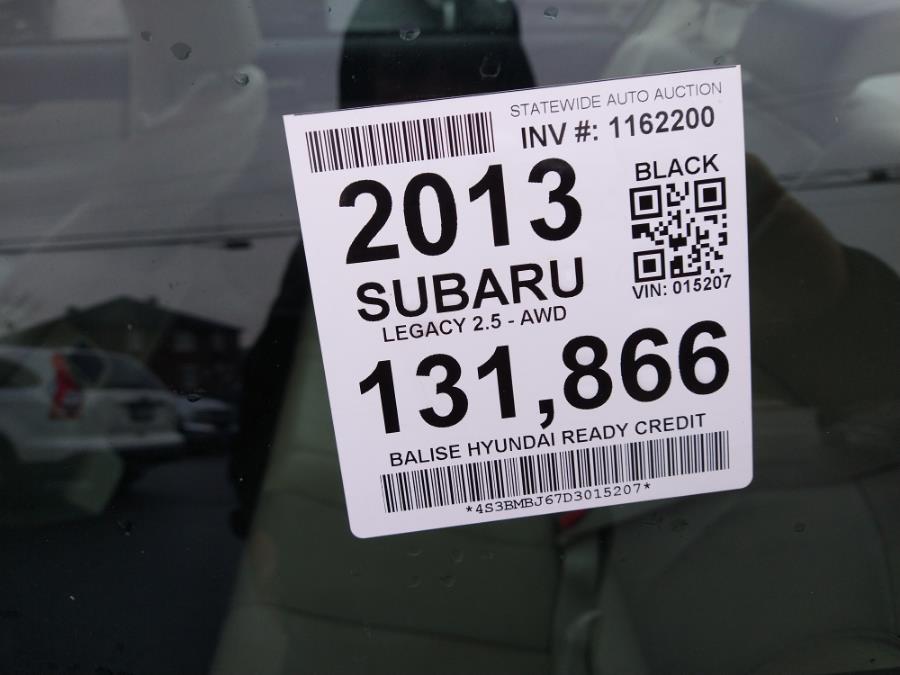 STATEWIDE AUTO AUCTION
INV #: 1162200
2013
BLACK
SUBARU
VIN: 015207
LEGACY 2.5 - AWD
131,866
BALISE HYUNDAI READY CREDIT
*4S3BMBJ67D3015207*